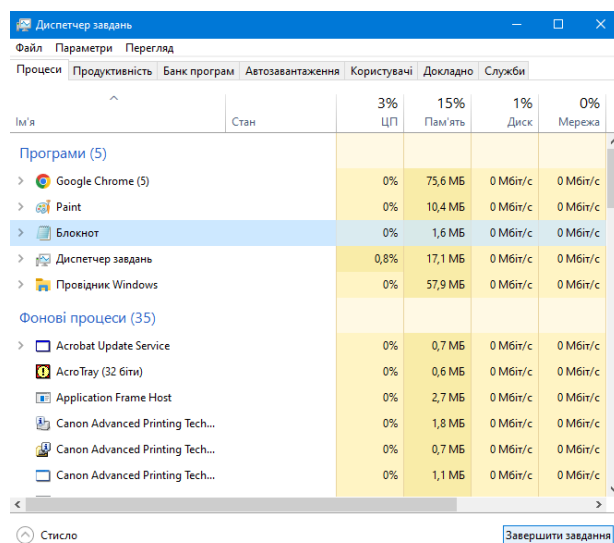 Диспетчер завдань
Файл Параметри Перегляд
Процеси Продуктивність Банк програм Автозавантаження Користувачі Докладно Служби
3% 15% 1% 0%
Ім'я Стан ЦП Пам'ять Диск Мережа
Програми (5)
Google Chrome (5) 0% 75,6 МБ 0 Мбіт/с 0 Мбіт/с
Paint 0% 10,4 МБ 0 Мбіт/с 0 Мбіт/с
Блокнот 0% 1,6 МБ 0 Мбіт/с 0 Мбіт/с
Диспетчер завдань 0,8% 17,1 МБ 0 Мбіт/с 0 Мбіт/с
Провідник Windows 0% 57,9 МБ 0 Мбіт/с 0 Мбіт/с
Фонові процеси (35)
Acrobat Update Service 0% 0,7 МБ 0 Мбіт/с 0 Мбіт/с
AcroTray (32 біти) 0% 0,6 МБ 0 Мбіт/с 0 Мбіт/с
Application Frame Host 0% 2,7 МБ 0 Мбіт/с 0 Мбіт/с
Canon Advanced Printing Tech... 0% 1,8 МБ 0 Мбіт/с 0 Мбіт/с
Canon Advanced Printing Tech... 0% 0,7 МБ 0 Мбіт/с 0 Мбіт/с
Canon Advanced Printing Tech... 0% 1,1 МБ 0 Мбіт/с 0 Мбіт/с
Стисло Завершити завдання